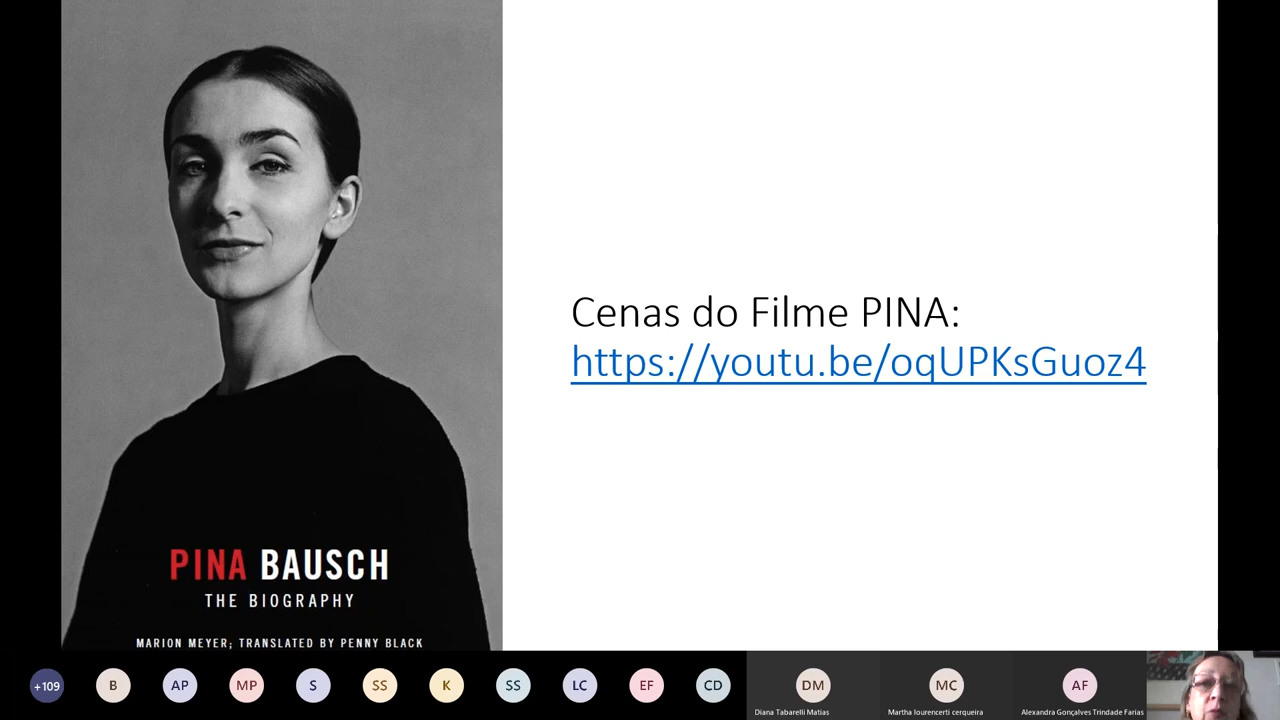 PINA BAUSCH
THE BIOGRAPHY
MARION MEYER; TRANSLATED BY PENNY BLACK
Cenas do Filme PINA:
https://youtu.be/oqUPKsGuoz4
+109
B
AP
MP
S
SS
K
SS
LC
EF
CD
DM
Diana Tabarelli Matias
MC
Martha lourencerti cerqueira
AF
Alexandra Gonçalves Trindade Farias